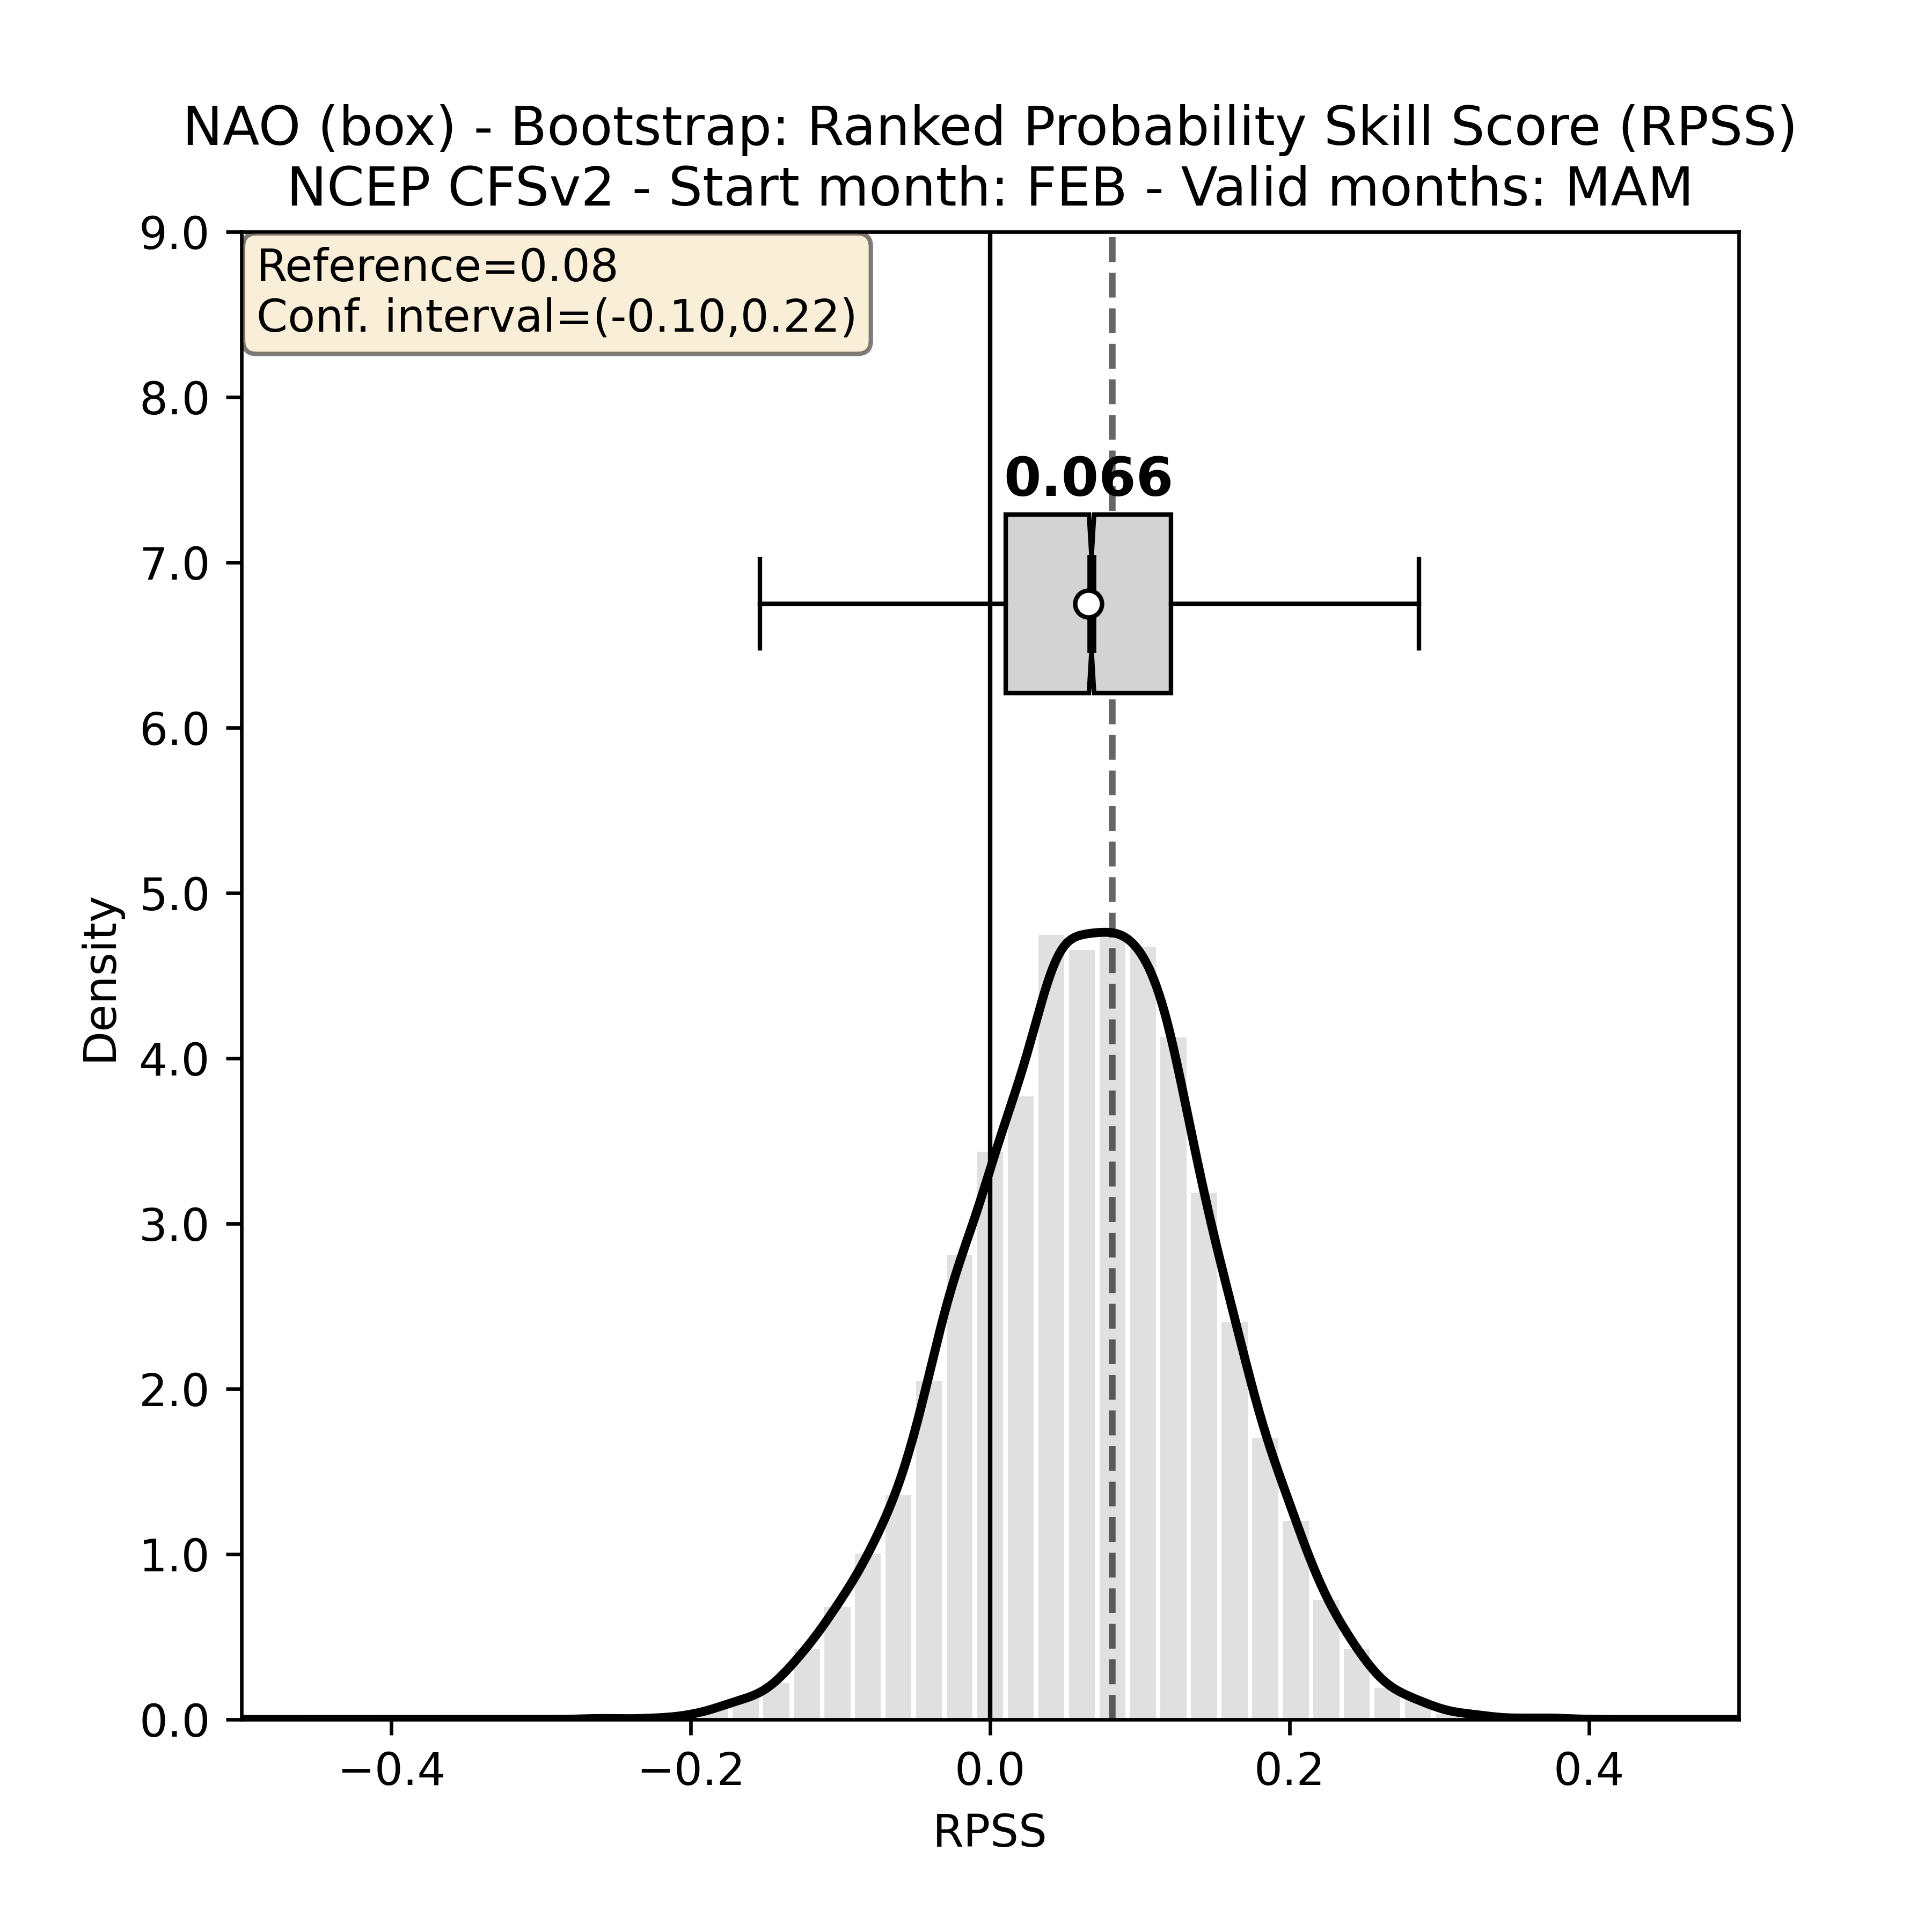 NAO (box) - Bootstrap: Ranked Probability Skill Score (RPSS)
NCEP CFSv2 - Start month: FEB - Valid months: MAM
Reference=0.08
Conf. interval=(-0.10,0.22)
0.066
9.0
8.0
7.0
6.0
5.0
4.0
3.0
2.0
1.0
0.0
Density
−0.4 −0.2 0.0 0.2 0.4
RPSS